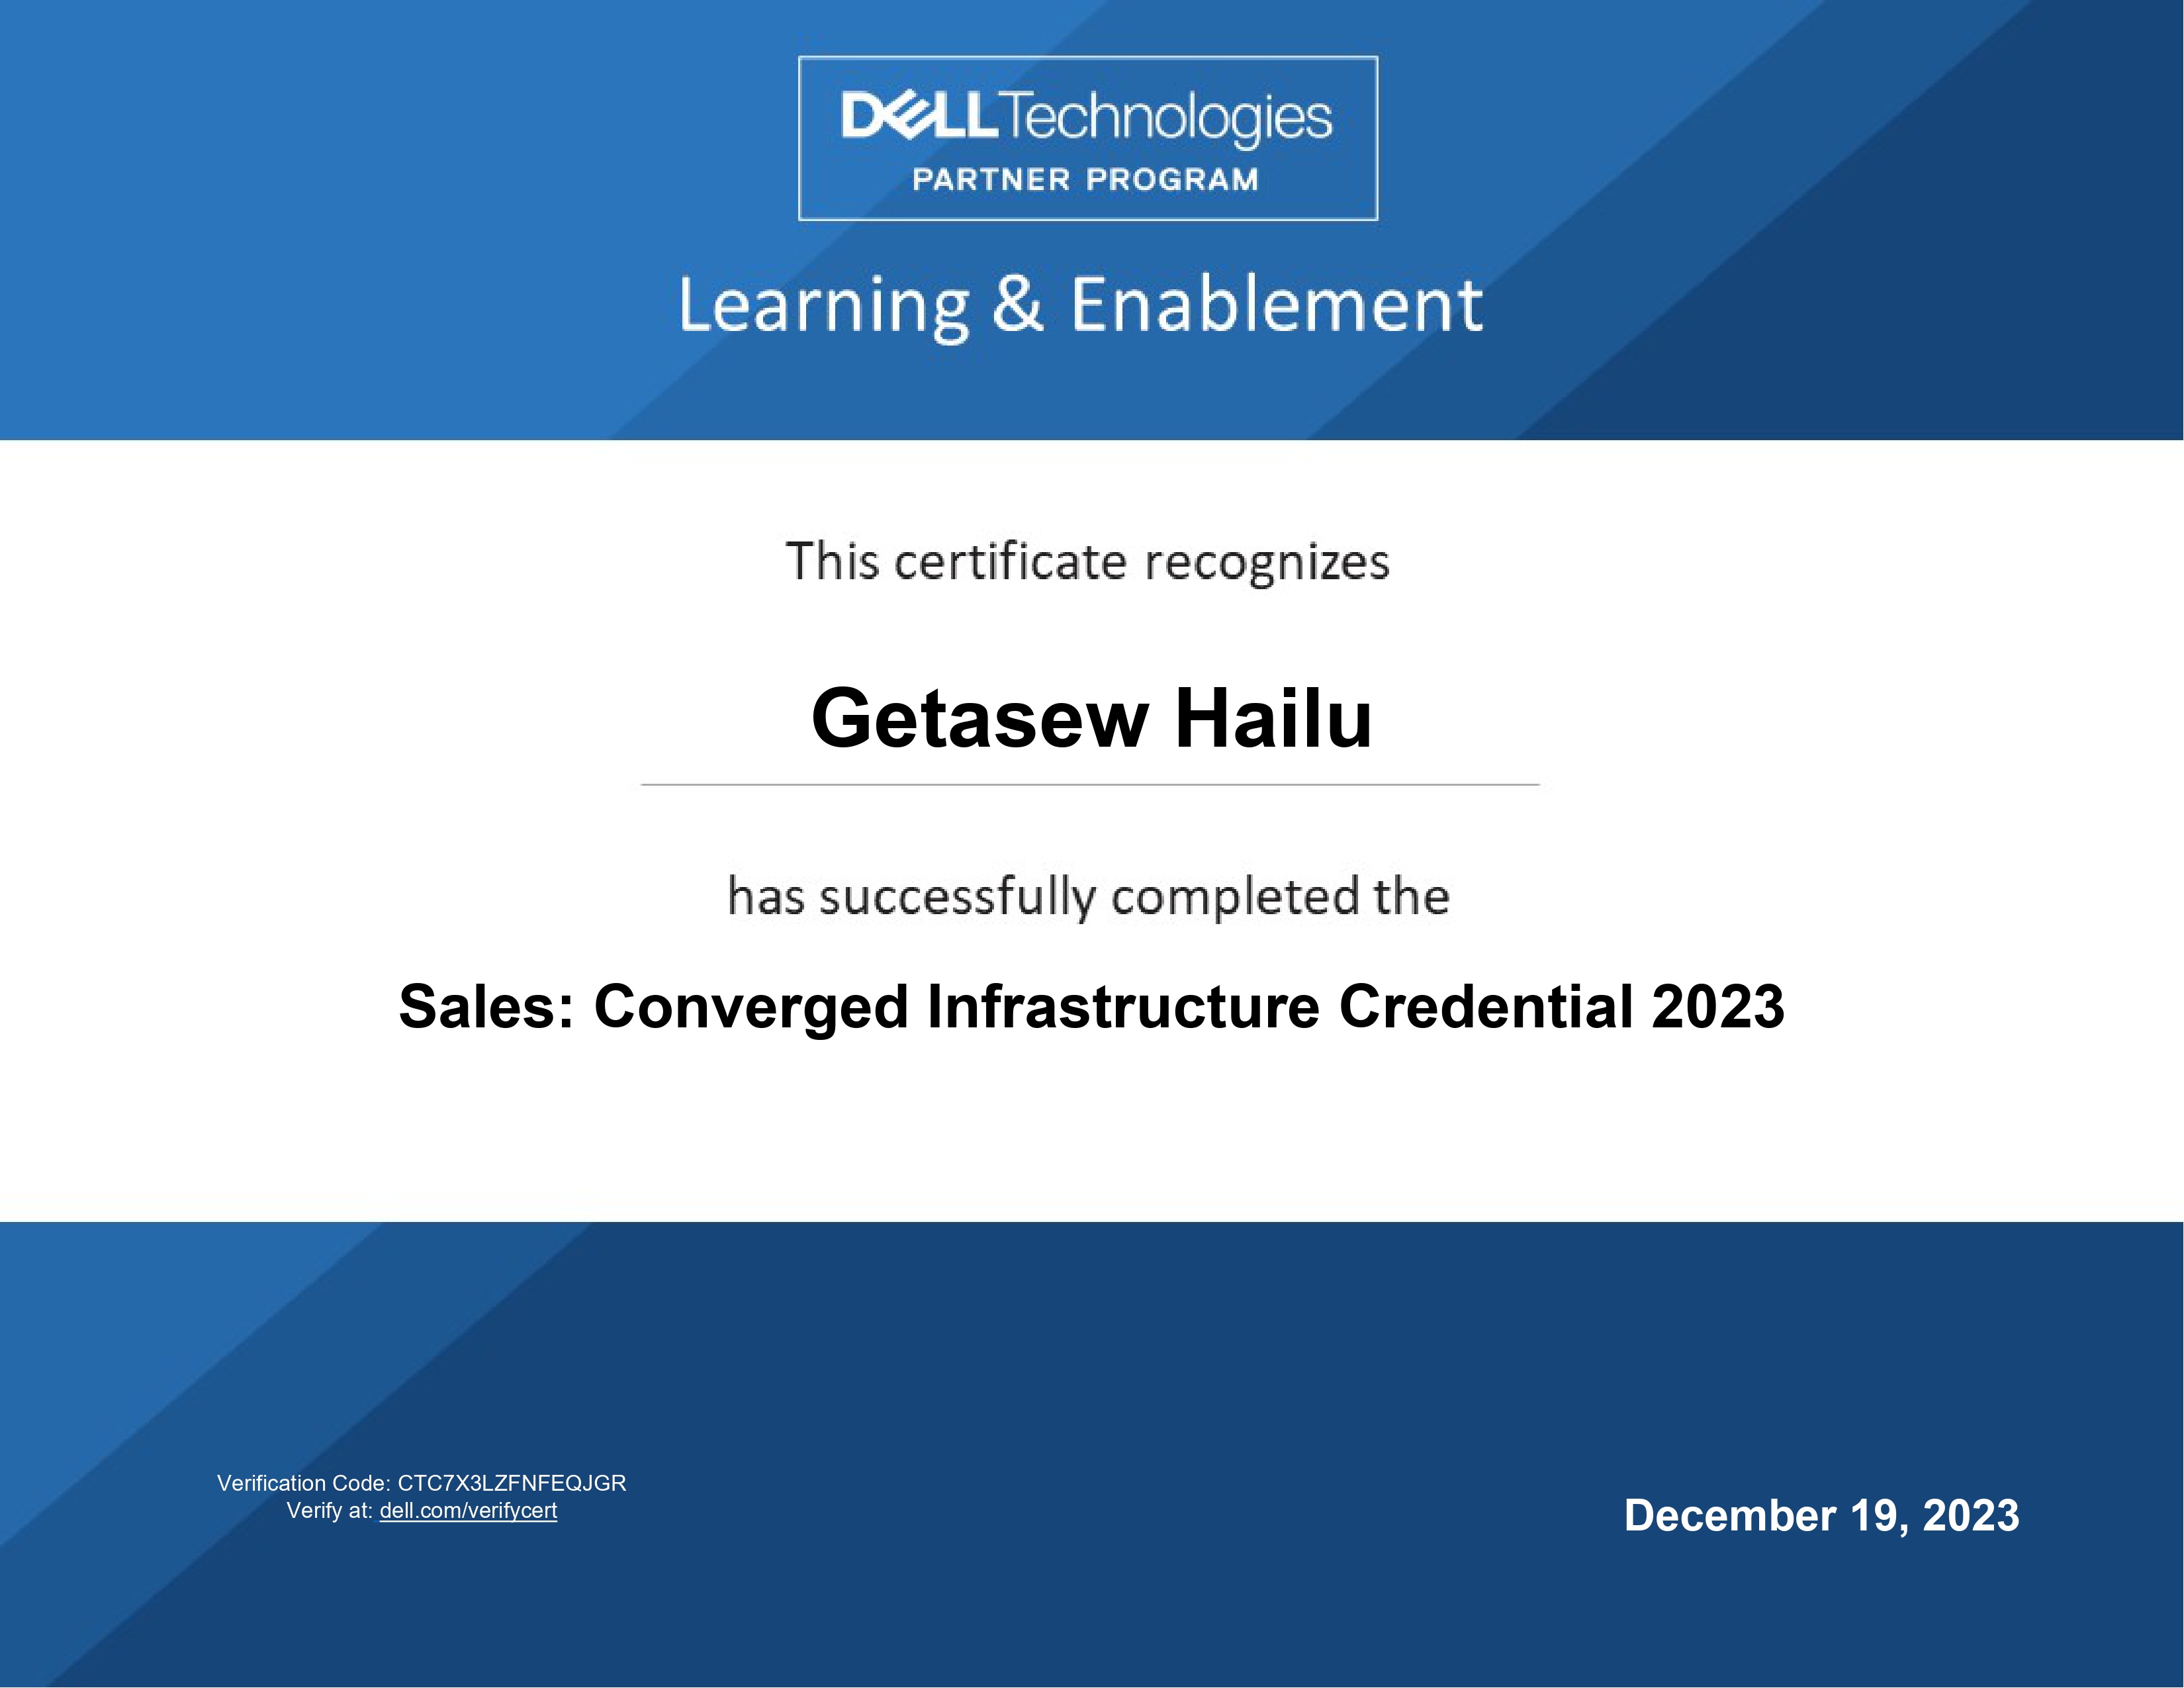 DELL Technologies
PARTNER PROGRAM
Learning & Enablement
This certificate recognizes
Getasew Hailu
has successfully completed the
Sales: Converged Infrastructure Credential 2023
Verification Code: CTC7X3LZFNFEQJGR
Verify at: dell.com/verifycert
December 19, 2023